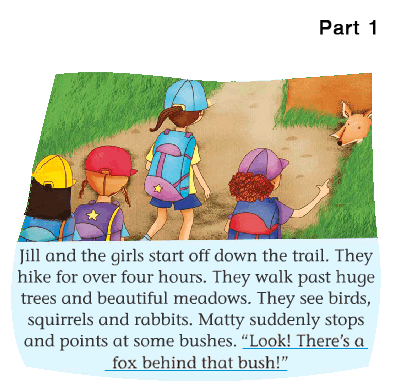 Part 1
Jill and the girls start off down the trail. They
hike for over four hours. They walk past huge
trees and beautiful meadows. They see birds,
squirrels and rabbits. Matty suddenly stops
and points at some bushes. “Look! There’s a
fox behind that bush!”